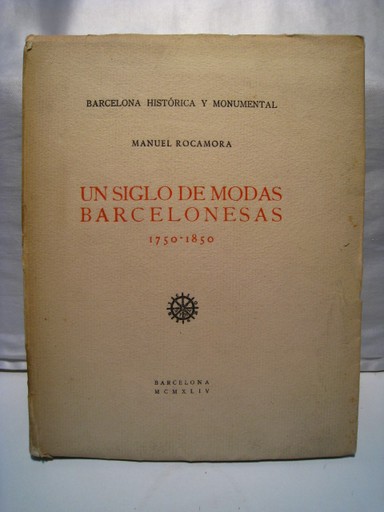 BARCELONA HISTÓRICA Y MONUMENTAL
MANUEL ROCAMORA
UN SIGLO DE MODAS
BARCELONESAS
1750-1850
BARCELONA
MCMXLIV